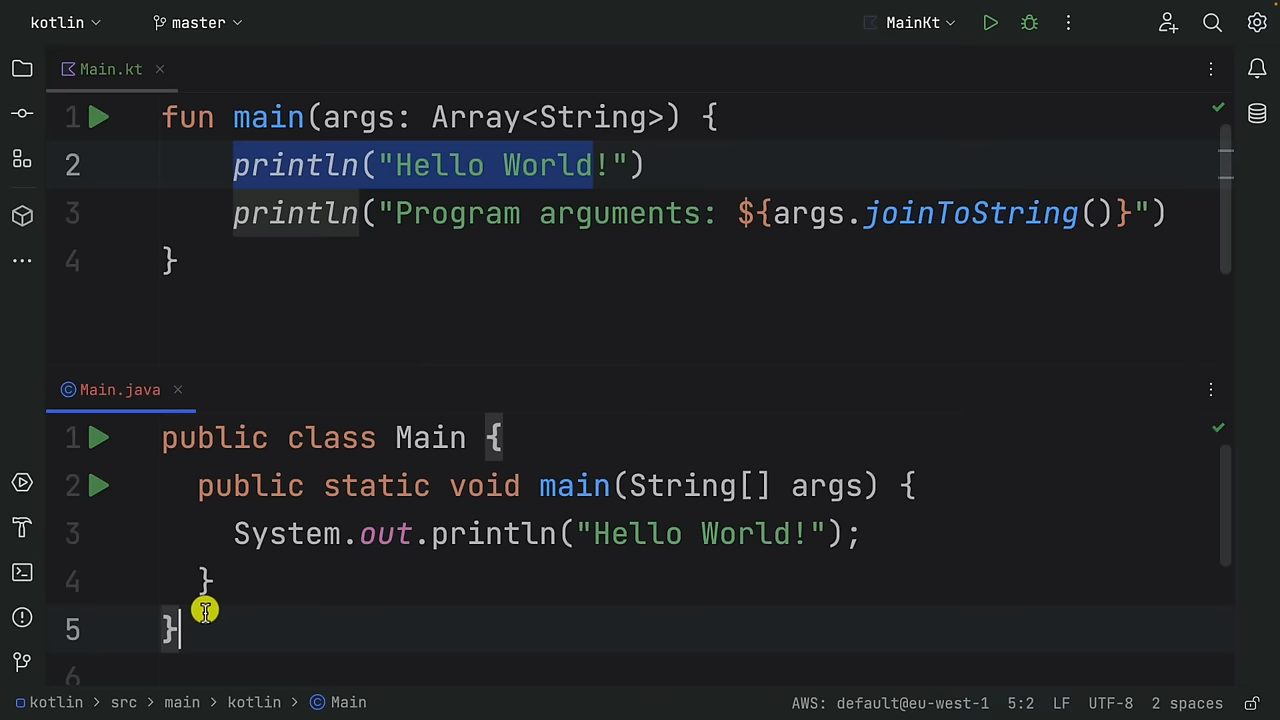 kotlin
master
MainKt
Main.kt
1 fun main(args: Array<String>) {
2 println("Hello World!")
3 println("Program arguments: ${args.joinToString()}")
4 }
Main.java
1 public class Main {
2 public static void main(String[] args) {
3 System.out.println("Hello World!");
4 }
5 }
6
kotlin > src > main > kotlin > Main AWS: default@eu-west-1 5:2 LF UTF-8 2 spaces